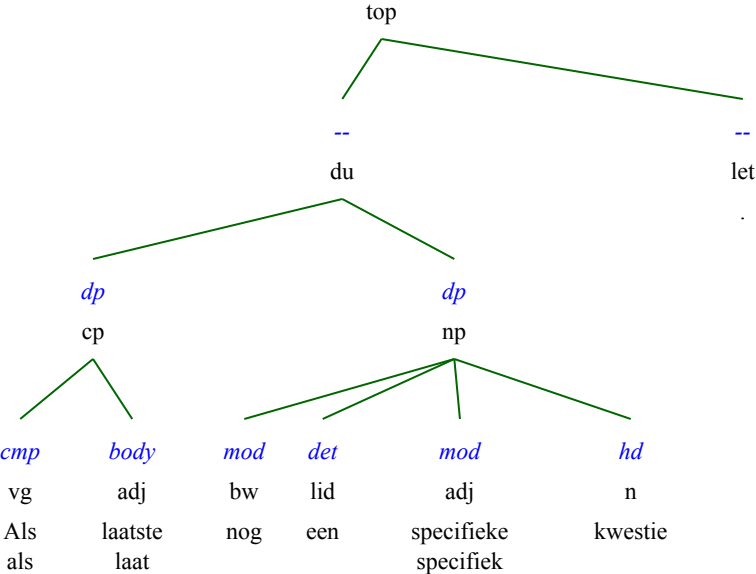 top
-- --
du let
.
dp dp
cp np
cmp body mod det mod hd
vg adj bw lid adj n
Als laatste nog een specifieke kwestie
als laat specifiek